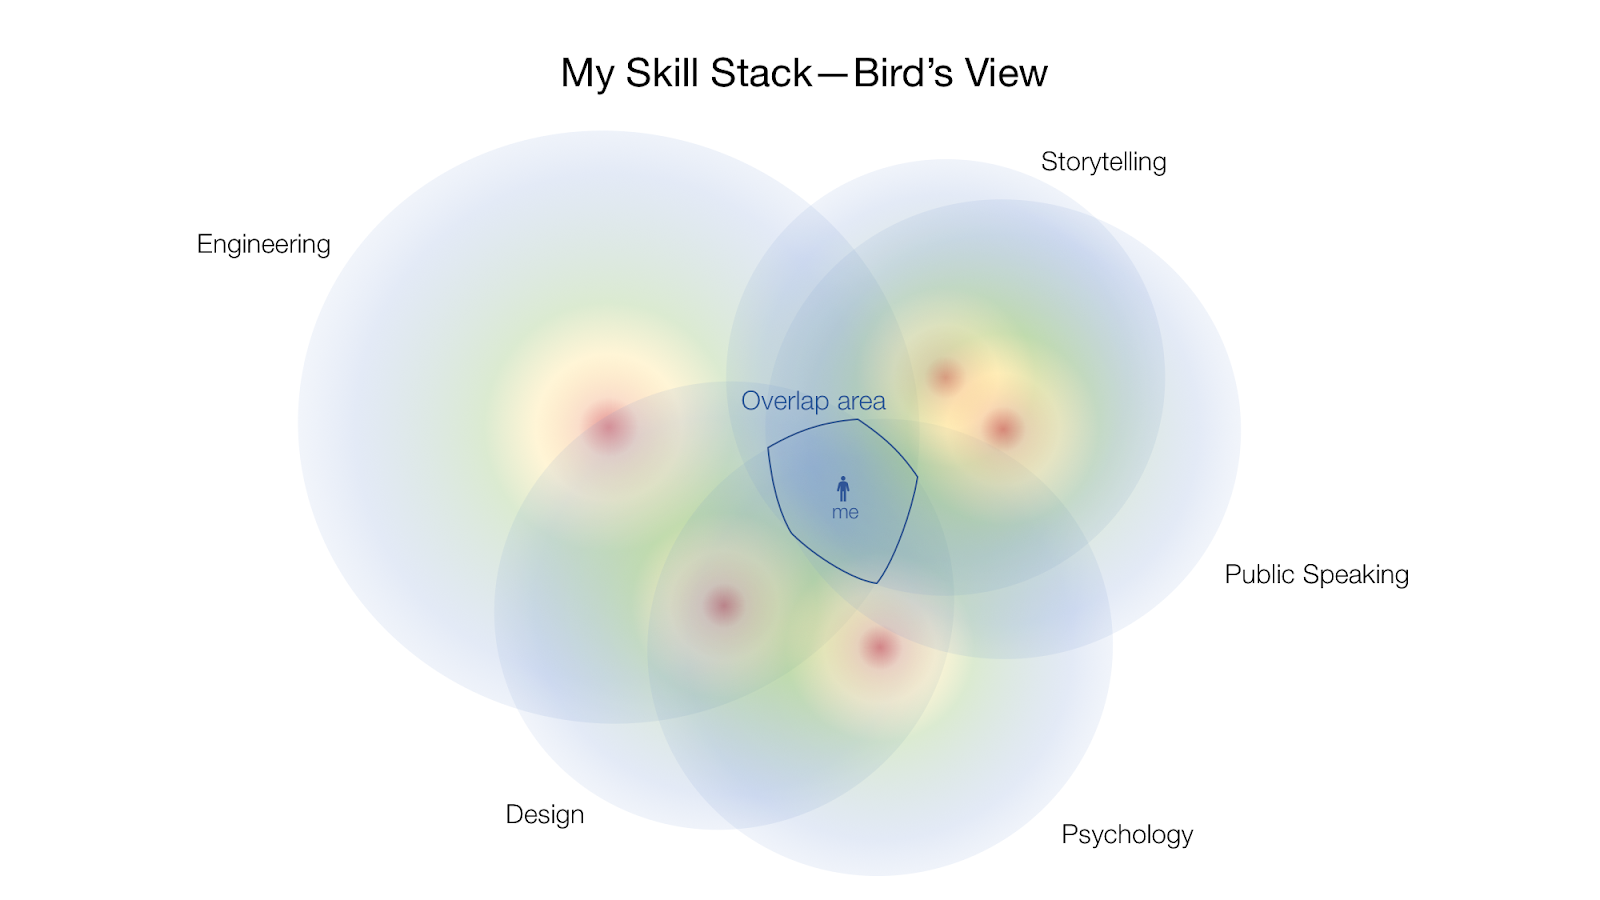 My Skill Stack—Bird’s View
Storytelling
Engineering
Overlap area
me
Public Speaking
Design
Psychology